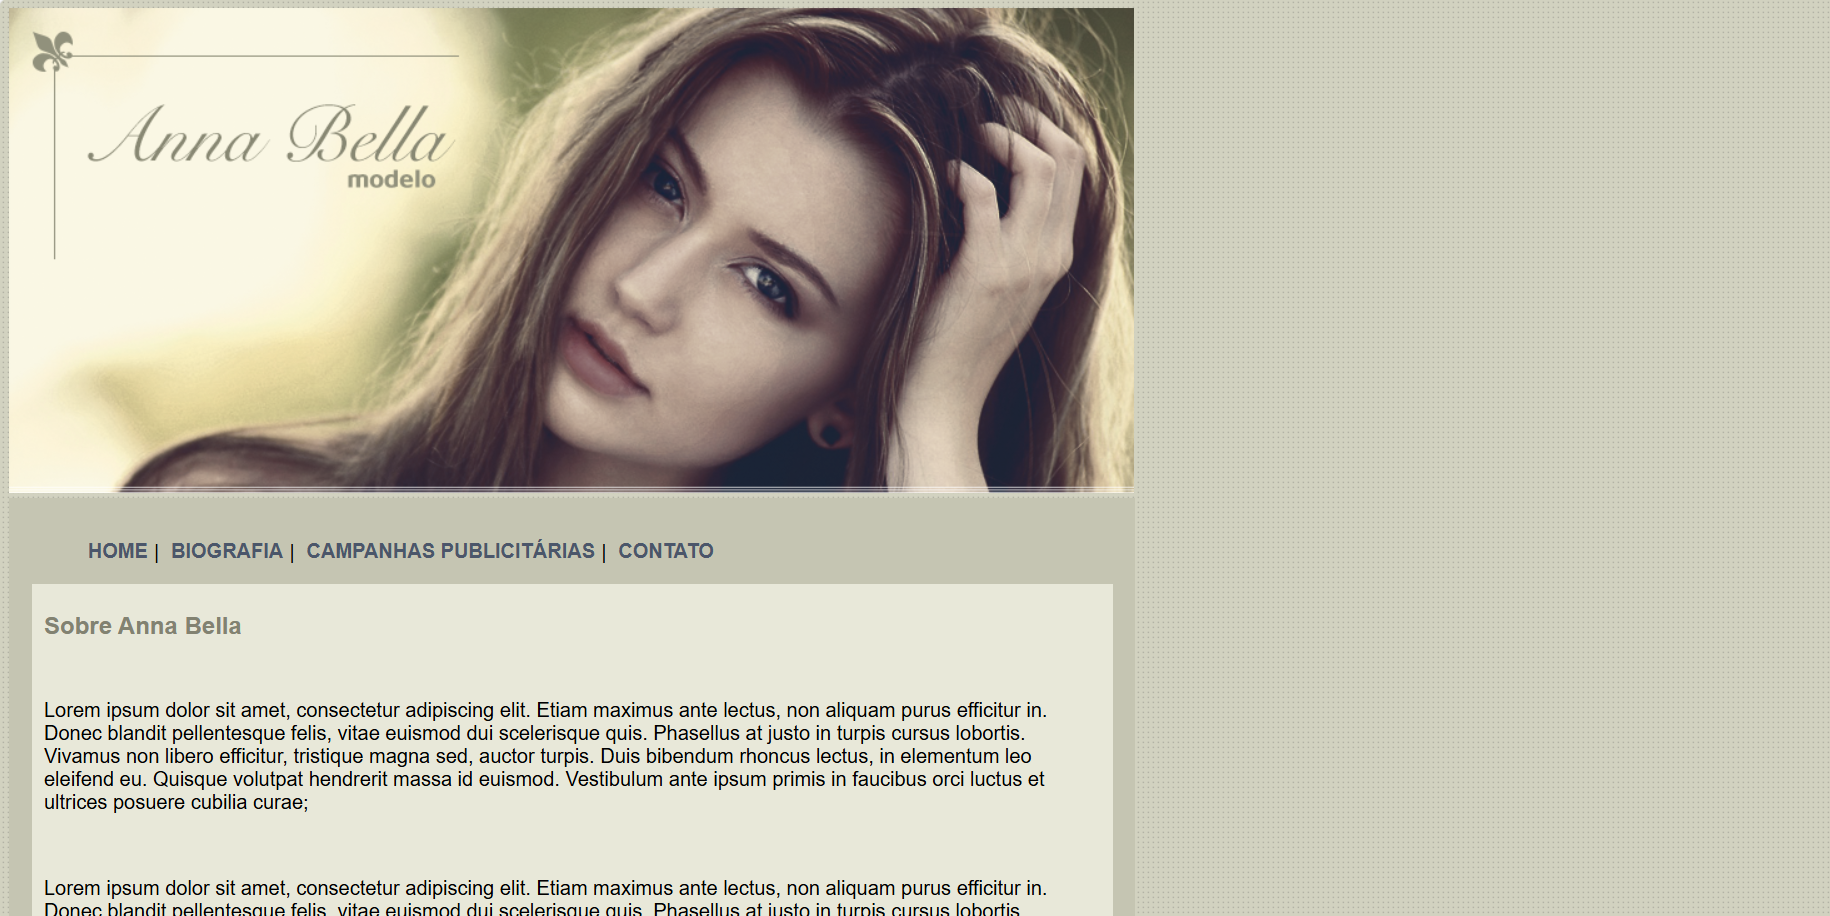 Anna Bella
modelo
HOME | BIOGRAFIA | CAMPANHAS PUBLICITÁRIAS | CONTATO
Sobre Anna Bella
Lorem ipsum dolor sit amet, consectetur adipiscing elit. Etiam maximus ante lectus, non aliquam purus efficitur in.
Donec blandit pellentesque felis, vitae euismod dui scelerisque quis. Phasellus at justo in turpis cursus lobortis.
Vivamus non libero efficitur, tristique magna sed, auctor turpis. Duis bibendum rhoncus lectus, in elementum leo
eleifend eu. Quisque volutpat hendrerit massa id euismod. Vestibulum ante ipsum primis in faucibus orci luctus et
ultrices posuere cubilia curae;
Lorem ipsum dolor sit amet, consectetur adipiscing elit. Etiam maximus ante lectus, non aliquam purus efficitur in.
Donec blandit pellentesque felis, vitae euismod dui scelerisque quis. Phasellus at justo in turpis cursus lobortis.